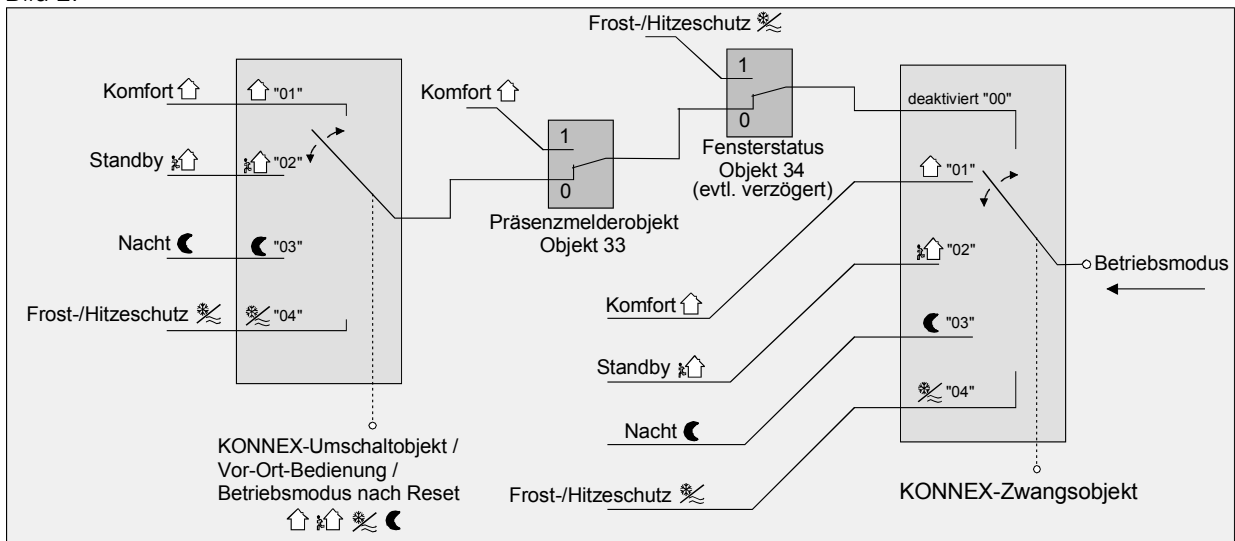 Frost-/Hitzeschutz
Komfort
"01"
Standby
"02"
Nacht
"03"
Frost-/Hitzeschutz
"04"
KONNEX-Umschaltobjekt /
Vor-Ort-Bedienung /
Betriebsmodus nach Reset
Komfort
1
0
Präsenzmelderobjekt
Objekt 33
1
0
Fensterstatus
Objekt 34
(evtl. verzögert)
deaktiviert "00"
"01"
"02"
"03"
"04"
Komfort
Standby
Nacht
Frost-/Hitzeschutz
Betriebsmodus
KONNEX-Zwangsobjekt